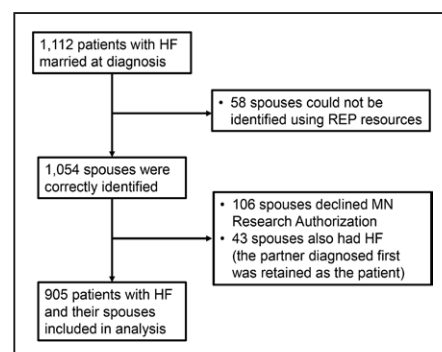 1,112 patients with HF
married at diagnosis
• 58 spouses could not be
identified using REP resources
1,054 spouses were
correctly identified
• 106 spouses declined MN
Research Authorization
• 43 spouses also had HF
(the partner diagnosed first
was retained as the patient)
905 patients with HF
and their spouses
included in analysis